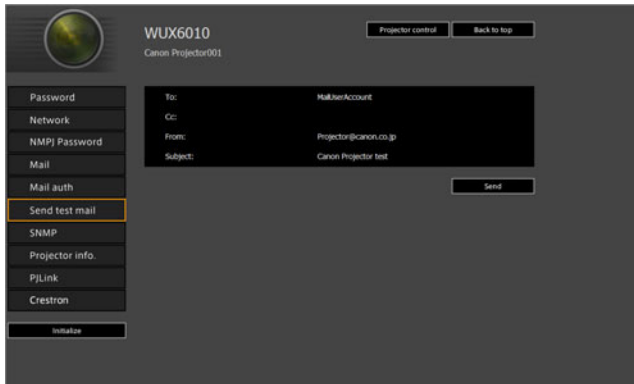 WUX6010
Projector control
Back to top
Canon Projector001
Password
Network
NMPJ Password
Mail
Mail auth
Send test mail
SNMP
Projector info.
PJLink
Crestron
Initialize
To: MailUserAccount
Cc:
From: Projector@canon.co.jp
Subject: Canon Projector test
Send